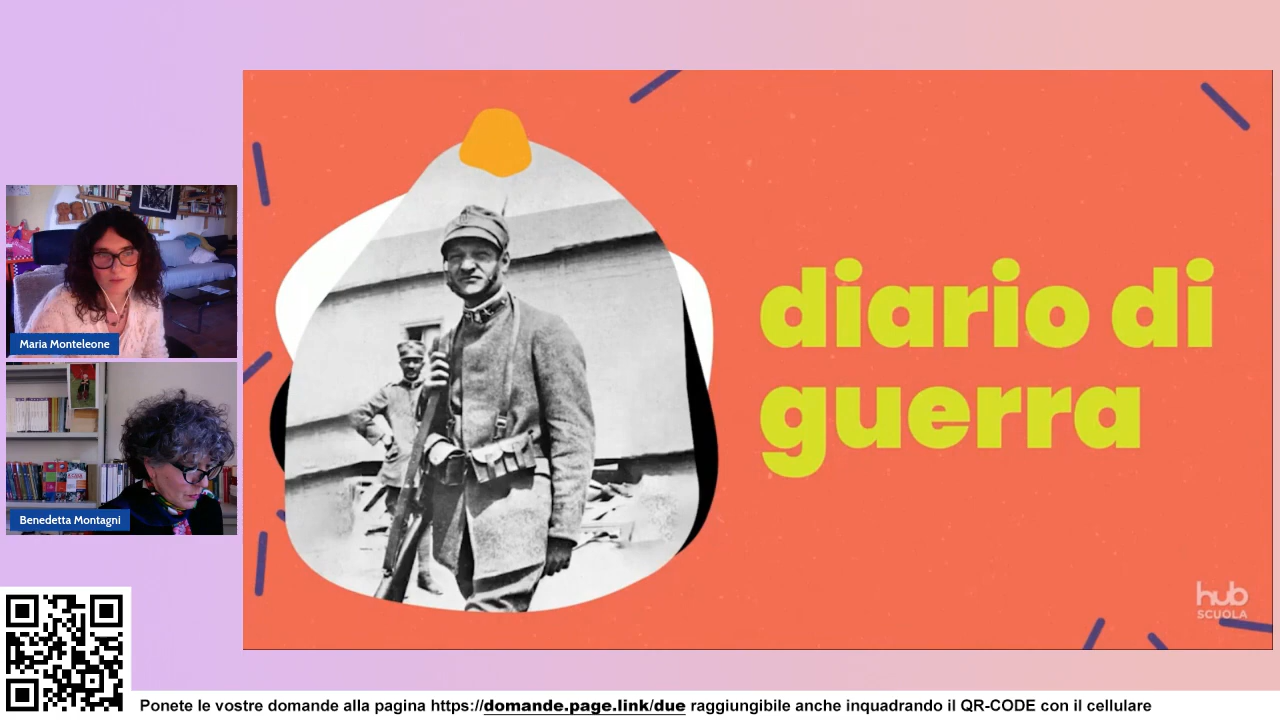 diario di
guerra
Maria Monteleone
Benedetta Montagni
hub
SCUOLA
Ponete le vostre domande alla pagina https://domande.page.link/due raggiungibile anche inquadrando il QR-CODE con il cellulare